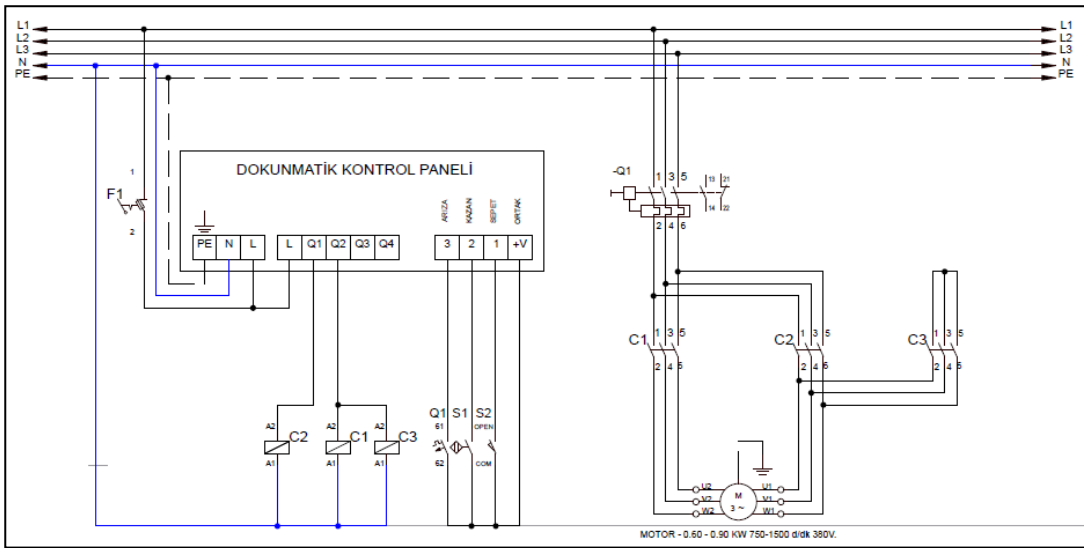 L1 L1
L2 L2
L3 L3
N N
PE PE
DOKUNMATİK KONTROL PANELİ
F1
1
2
ARIZA KAZAN SEPET ORTAK
PE N L L Q1 Q2 Q3 Q4 3 2 1 +V
-Q1 1 3 5 13 21
2 4 6 14 22
C1 1 3 5
2 4 6
C2 1 3 5
2 4 6
C3 1 3 5
2 4 6
A2 C2 A1
A2 C1 A1
A2 C3 A1
Q1 S1 S2
61 OPEN
62 COM
U2 M U1
V2 3 ~ V1
W2 W1
MOTOR - 0.60 - 0.90 KW 750-1500 d/dk 380V.